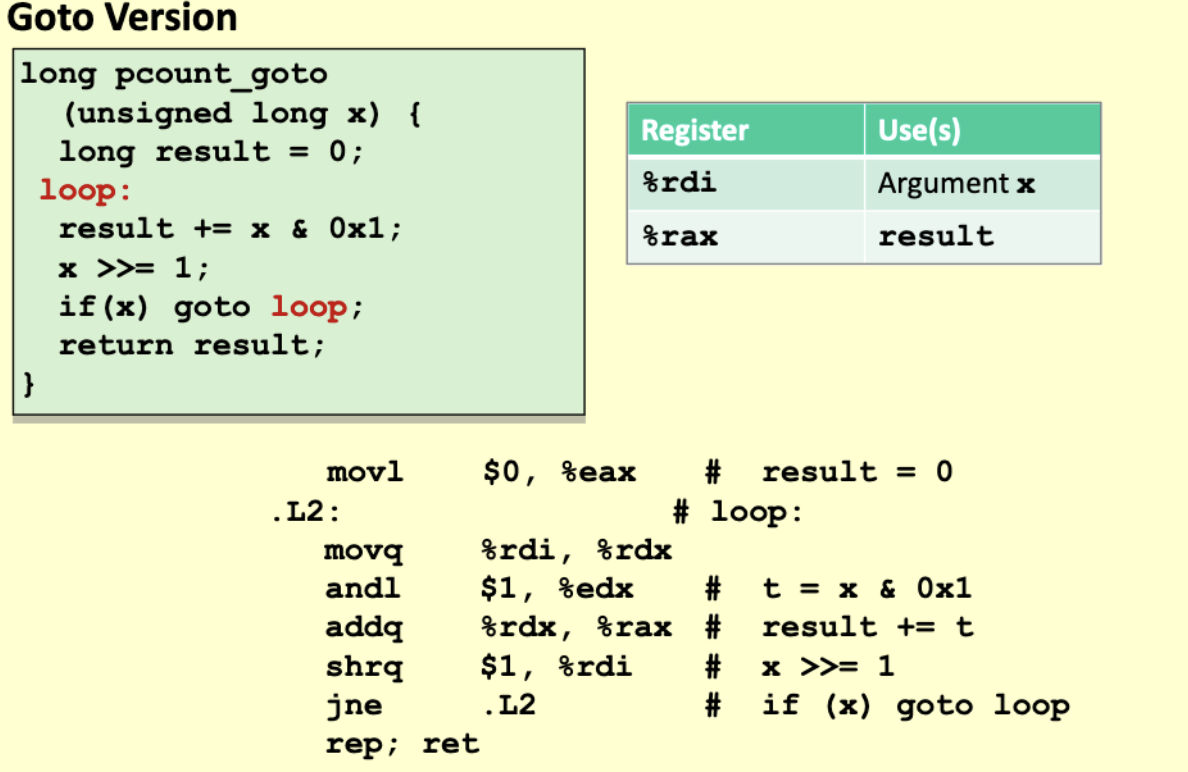 Goto Version
long pcount_goto
(unsigned long x) {
long result = 0;
loop:
result += x & 0x1;
x >>= 1;
if(x) goto loop;
return result;
}
Register Use(s)
%rdi Argument x
%rax result
movl $0, %eax # result = 0
.L2: # loop:
movq %rdi, %rdx
andl $1, %edx # t = x & 0x1
addq %rdx, %rax # result += t
shrq $1, %rdi # x >>= 1
jne .L2 # if (x) goto loop
rep; ret